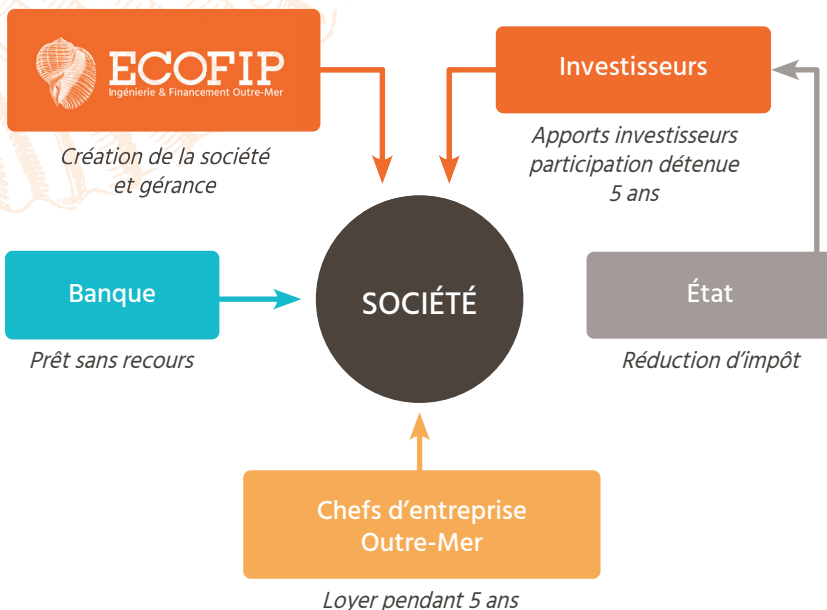 ECOFIP
Ingénierie & Financement Outre-Mer
Création de la société
et gérance
Investisseurs
Apports investisseurs
participation détenue
5 ans
Banque
Prêt sans recours
SOCIÉTÉ
État
Réduction d’impôt
Chefs d’entreprise
Outre-Mer
Loyer pendant 5 ans